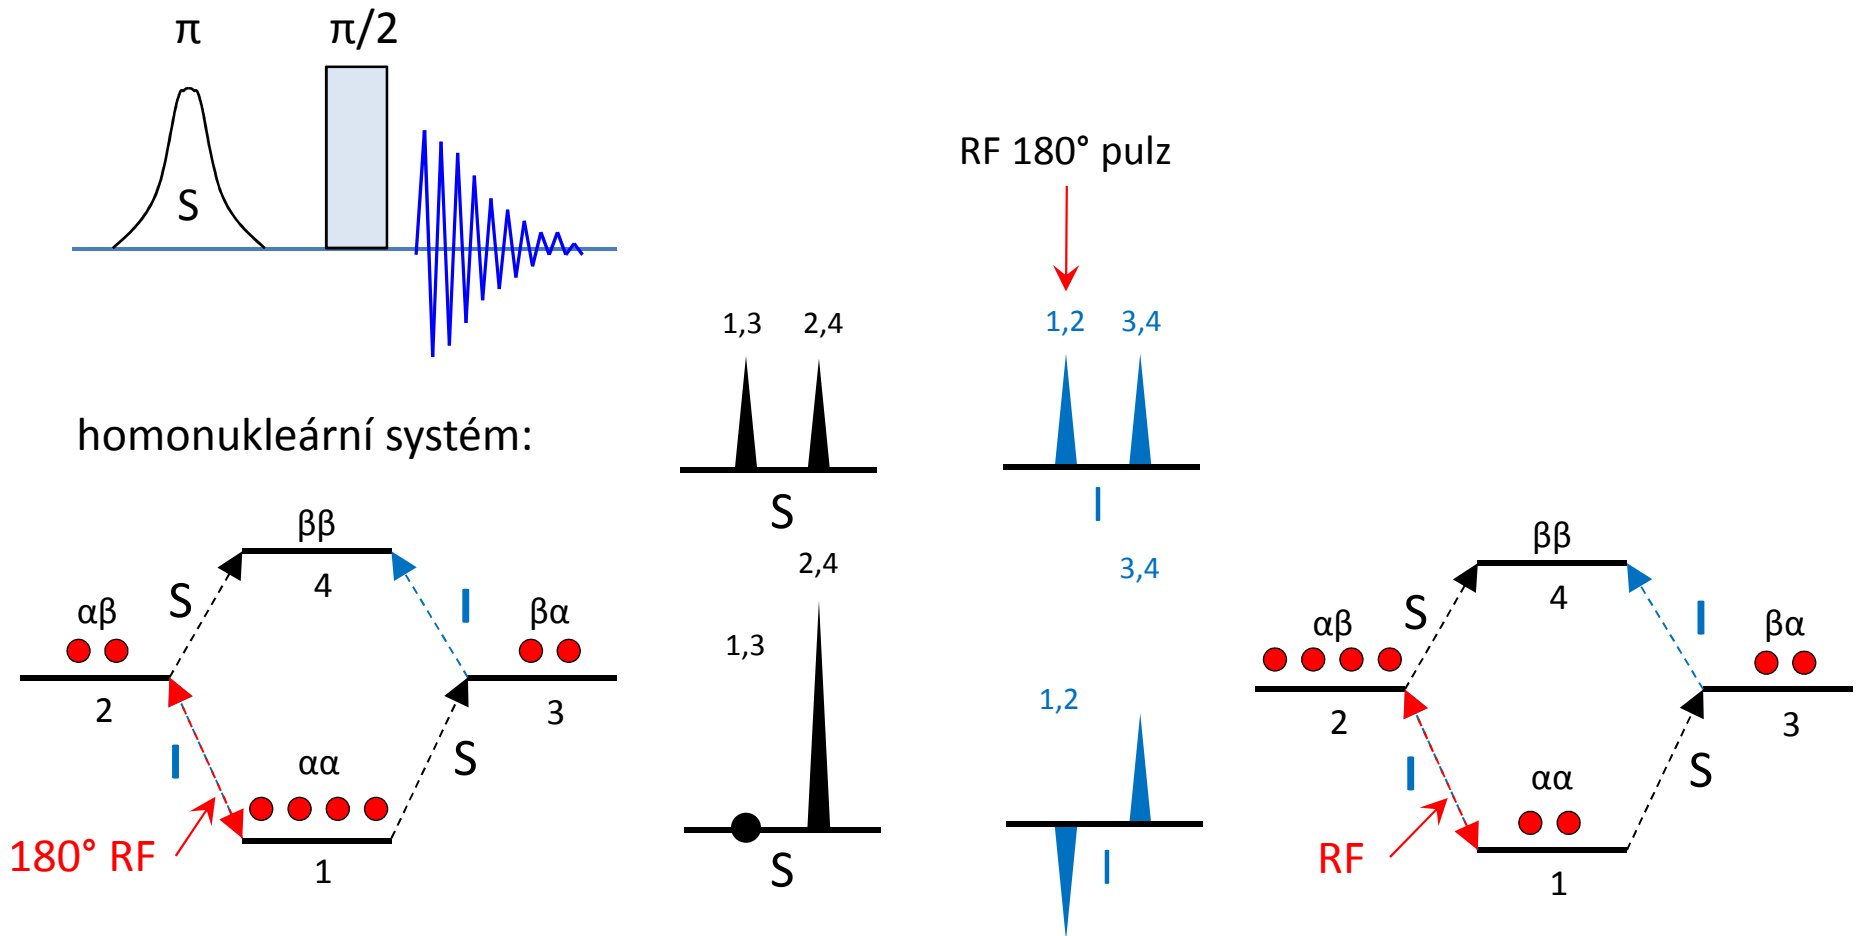 π π/2
S
RF 180° pulz
1,3 2,4 1,2 3,4
homonukleární systém:
S I
ββ
4
αβ S I βα
2 3
I αα S
180° RF
1
2,4 3,4
1,3 1,2
S I
ββ
4
αβ S I βα
2 3
I αα S
RF
1